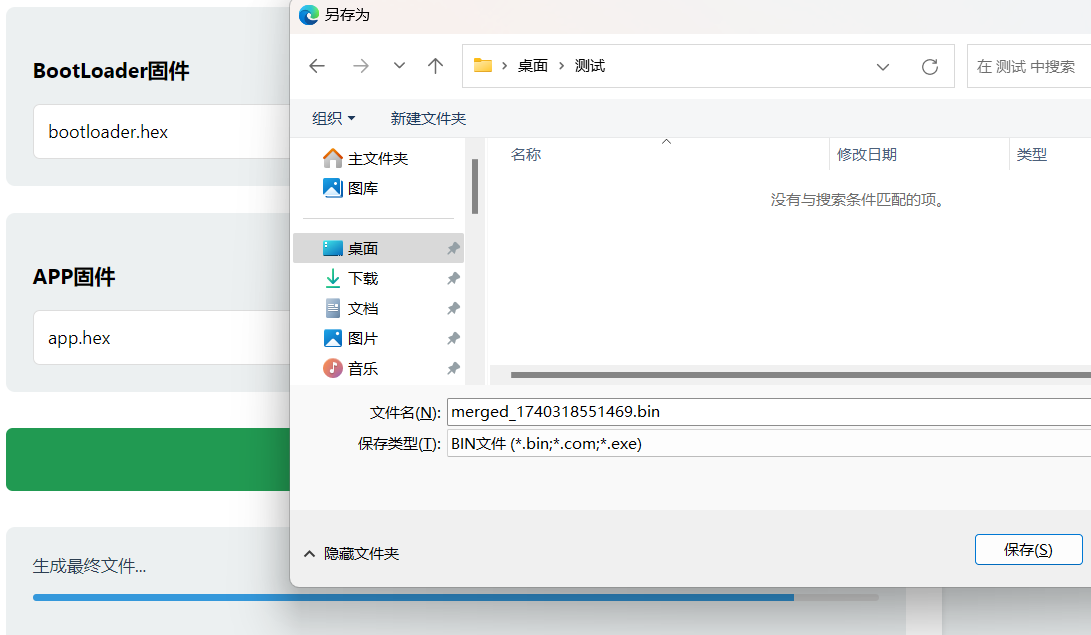 另存为
BootLoader固件
bootloader.hex
APP固件
app.hex
生成最终文件...
桌面 › 测试
在 测试 中搜索
组织
新建文件夹
主文件夹
图库
桌面
下载
文档
图片
音乐
名称
修改日期
类型
没有与搜索条件匹配的项。
文件名(N): merged_1740318551469.bin
保存类型(T): BIN文件 (*.bin;*.com;*.exe)
隐藏文件夹
保存(S)